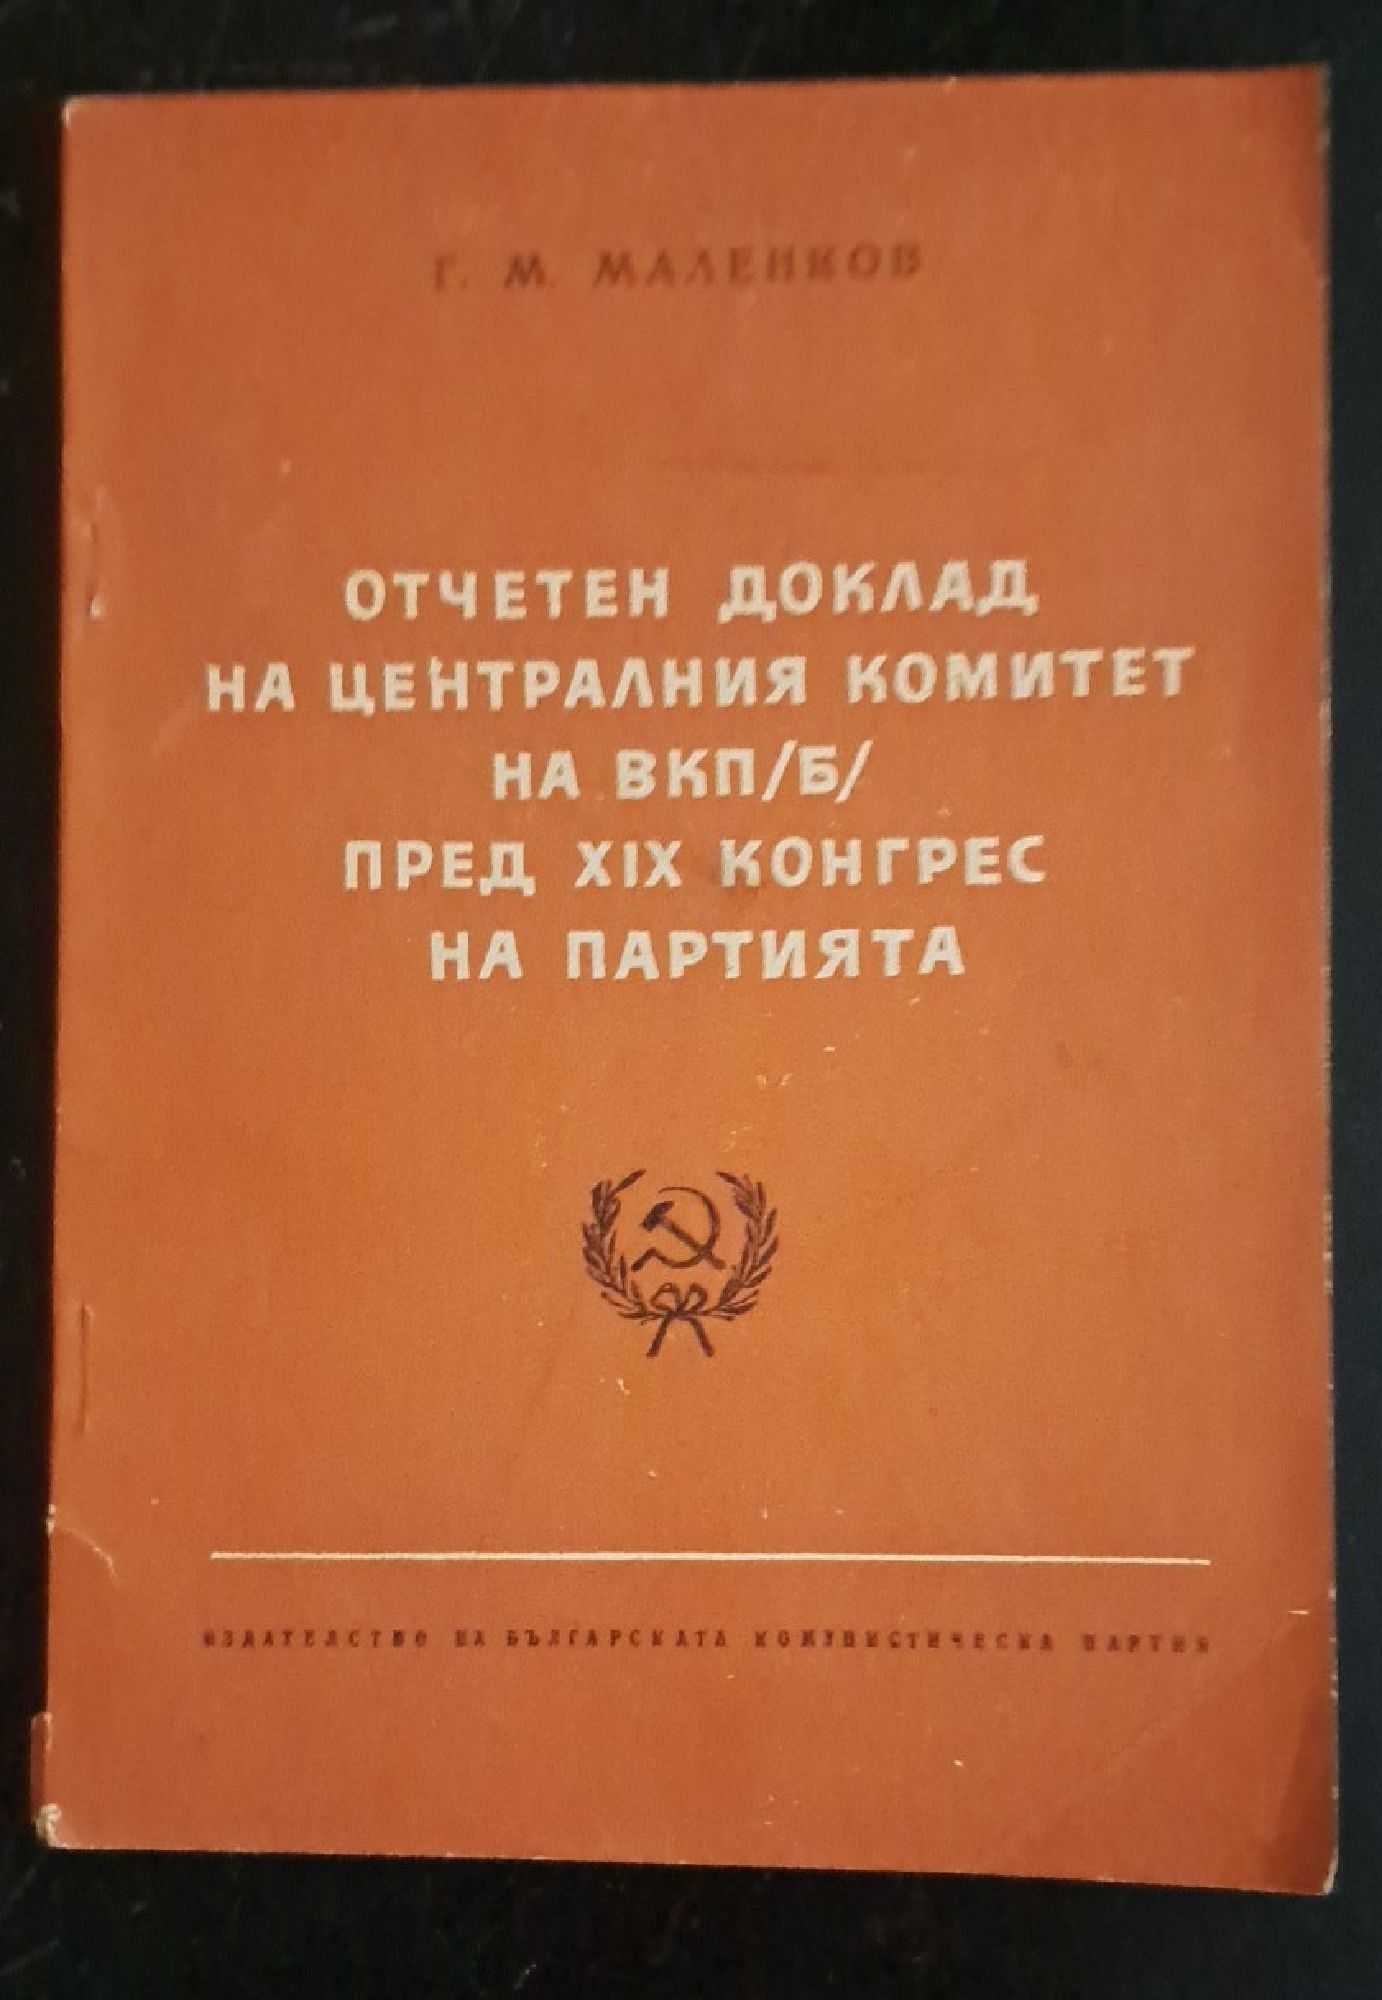 Г. М. МАЛЕНКОВ
ОТЧЕТЕН ДОКЛАД
НА ЦЕНТРАЛНИЯ КОМИТЕТ
НА ВКП/Б/
ПРЕД XIX КОНГРЕС
НА ПАРТИЯТА
ИЗДАТЕЛСТВО НА БЪЛГАРСКАТА КОМУНИСТИЧЕСКА ПАРТИЯ